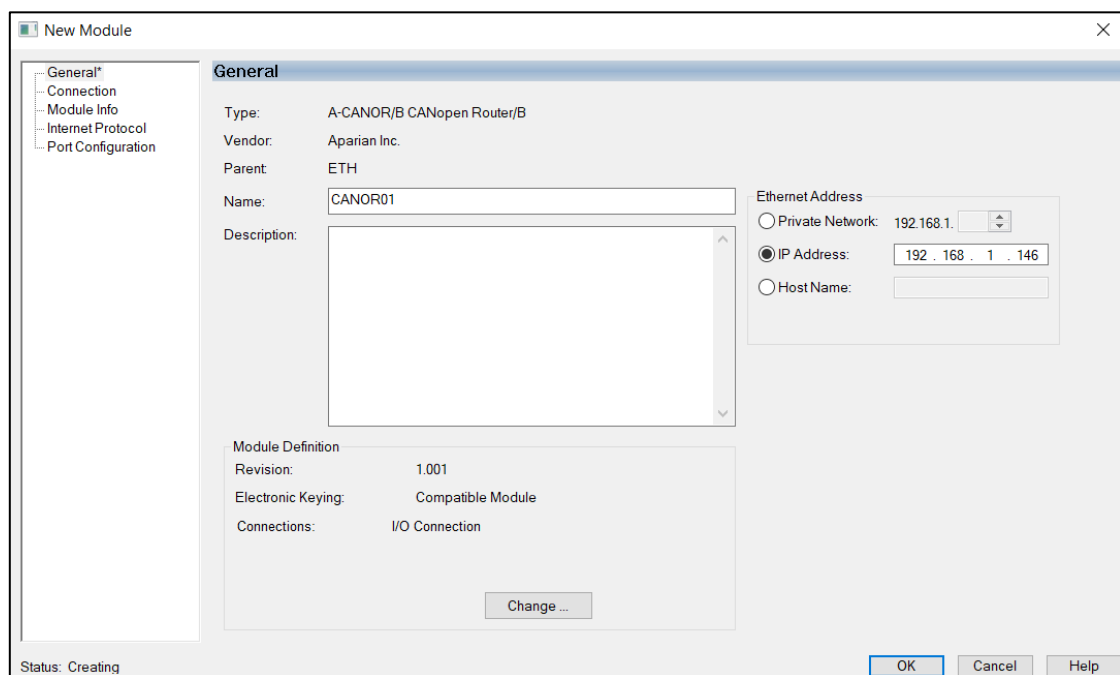 New Module
General*
Connection
Module Info
Internet Protocol
Port Configuration
General
Type: A-CANOR/B CANopen Router/B
Vendor: Aparian Inc.
Parent: ETH
Name: CANOR01
Description:
Ethernet Address
Private Network: 192.168.1.
IP Address: 192 . 168 . 1 . 146
Host Name:
Module Definition
Revision: 1.001
Electronic Keying: Compatible Module
Connections: I/O Connection
Change ...
Status: Creating
OK Cancel Help